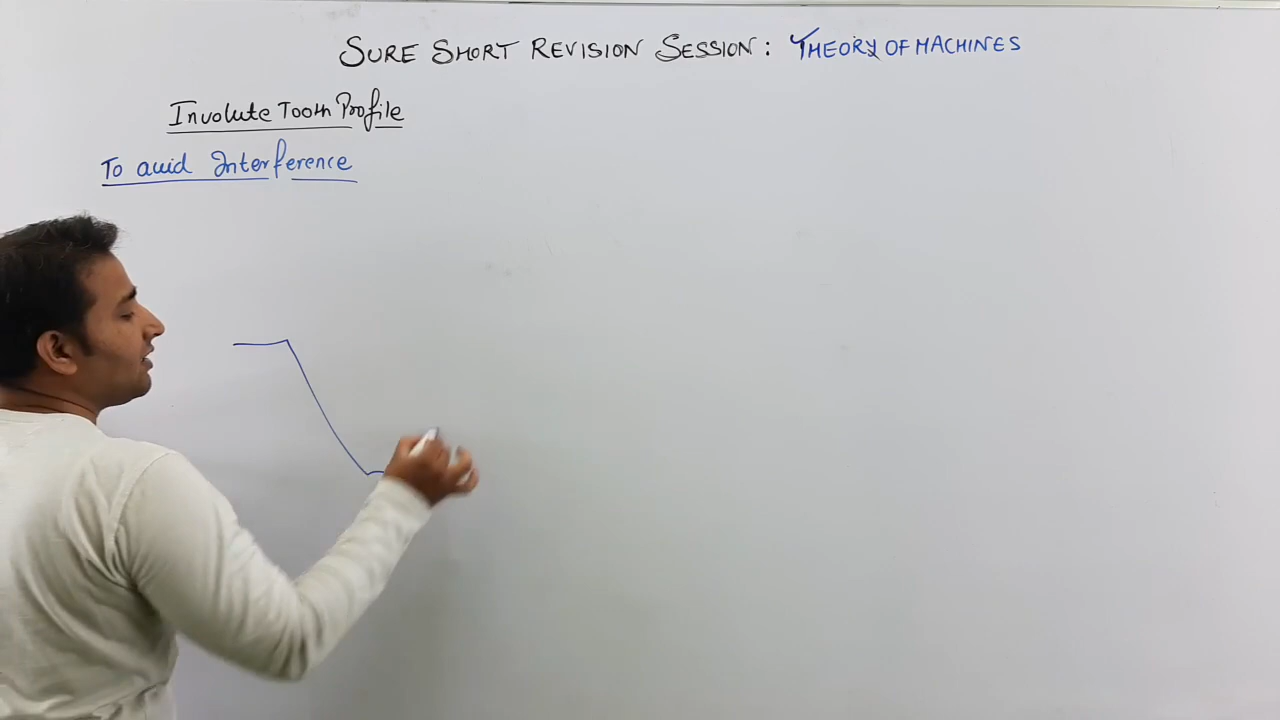 SURE SHORT REVISION SESSION: THEORY OF MACHINES
Involute Tooth Profile
To avid Interference